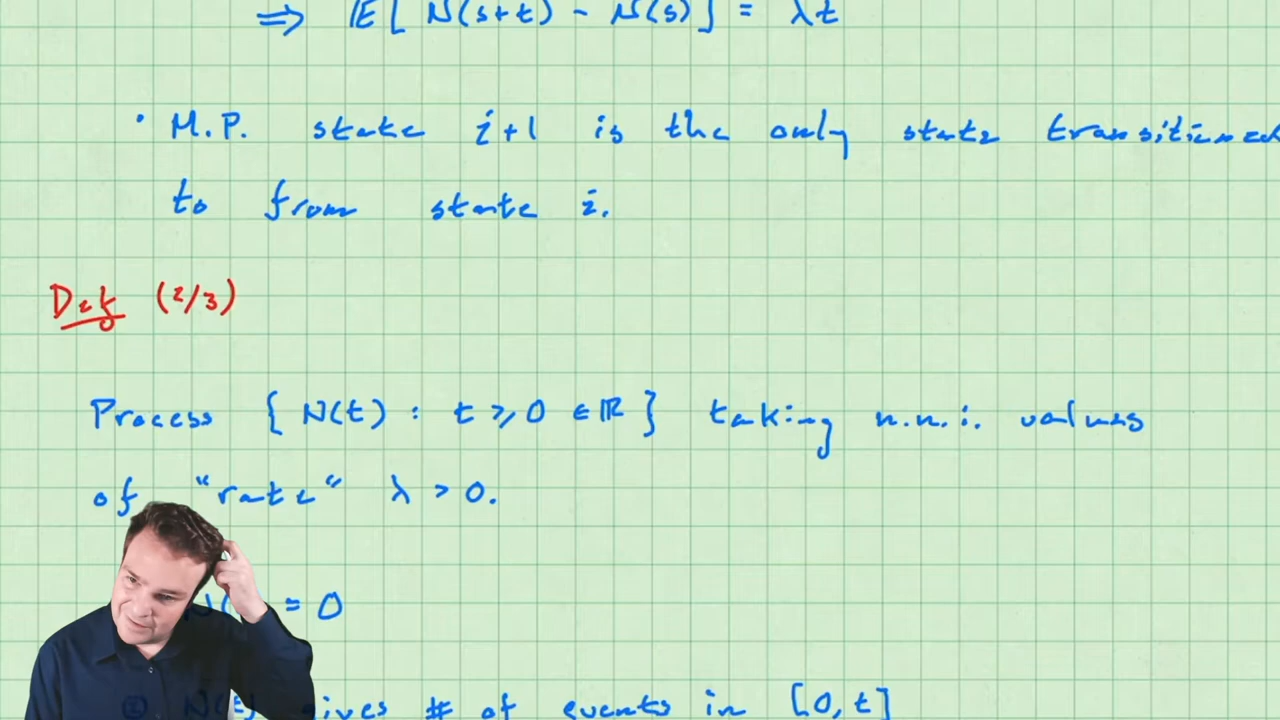 ⇒ 𝔼[ N(s+t) - N(s) ] = λt
• M.P. state i+1 is the only state transitioned
to from state i.
Def (2/3)
Process { N(t) : t ⩾ 0 ∈ ℝ } taking n.n.i. values
of "rate" λ > 0.
N( = 0
② N(t) gives # of events in [0,t]